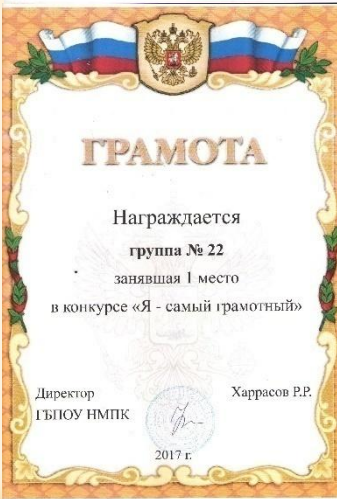 ГРАМОТА
Награждается
группа № 22
занявшая 1 место
в конкурсе «Я - самый грамотный»
Директор Харрасов Р.Р.
ГБПОУ НМПК
2017 г.